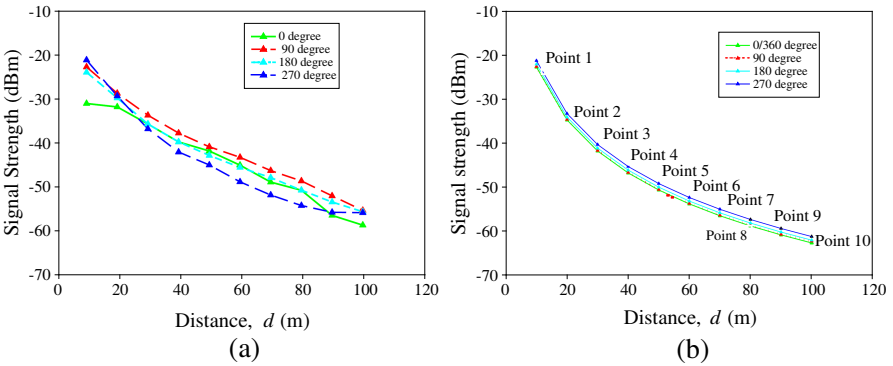 -10
-20
-30
-40
-50
-60
-70
0
20
40
60
80
100
120
Signal Strength (dBm)
Distance, d (m)
0 degree
90 degree
180 degree
270 degree
(a)
-10
-20
-30
-40
-50
-60
-70
0
20
40
60
80
100
120
Signal strength (dBm)
Distance, d (m)
0/360 degree
90 degree
180 degree
270 degree
Point 1
Point 2
Point 3
Point 4
Point 5
Point 6
Point 7
Point 8
Point 9
Point 10
(b)